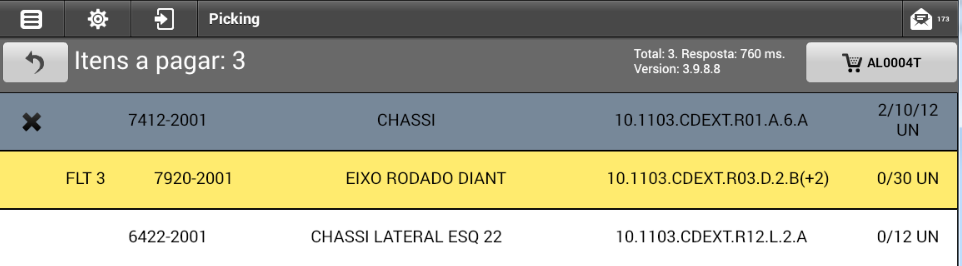 Picking
173
Itens a pagar: 3
Total: 3. Resposta: 760 ms.
Version: 3.9.8.8
AL0004T
7412-2001 CHASSI 10.1103.CDEXT.R01.A.6.A 2/10/12 UN
FLT 3 7920-2001 EIXO RODADO DIANT 10.1103.CDEXT.R03.D.2.B(+2) 0/30 UN
6422-2001 CHASSI LATERAL ESQ 22 10.1103.CDEXT.R12.L.2.A 0/12 UN